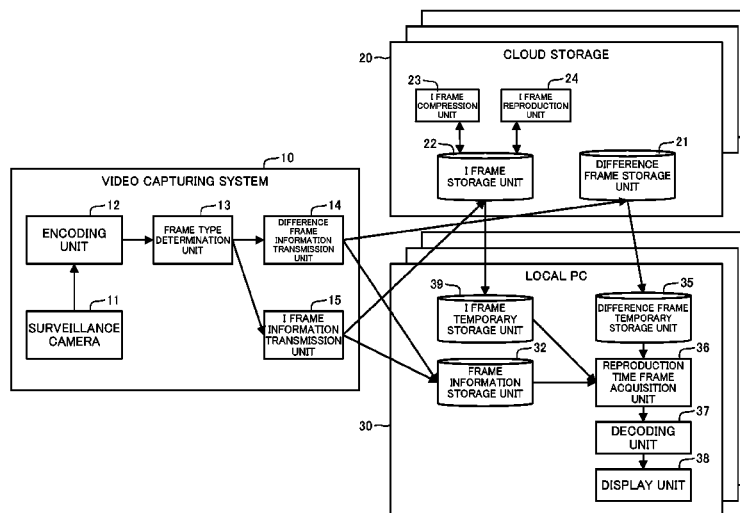 20
CLOUD STORAGE
23
I FRAME
COMPRESSION
UNIT
24
I FRAME
REPRODUCTION
UNIT
22
I FRAME
STORAGE UNIT
21
DIFFERENCE
FRAME STORAGE
UNIT
10
VIDEO CAPTURING SYSTEM
12
ENCODING
UNIT
13
FRAME TYPE
DETERMINATION
UNIT
14
DIFFERENCE
FRAME
INFORMATION
TRANSMISSION UNIT
11
SURVEILLANCE
CAMERA
15
I FRAME
INFORMATION
TRANSMISSION
UNIT
30
LOCAL PC
39
I FRAME
TEMPORARY
STORAGE UNIT
35
DIFFERENCE FRAME
TEMPORARY
STORAGE UNIT
32
FRAME
INFORMATION
STORAGE UNIT
36
REPRODUCTION
TIME FRAME
ACQUISITION
UNIT
37
DECODING
UNIT
38
DISPLAY UNIT